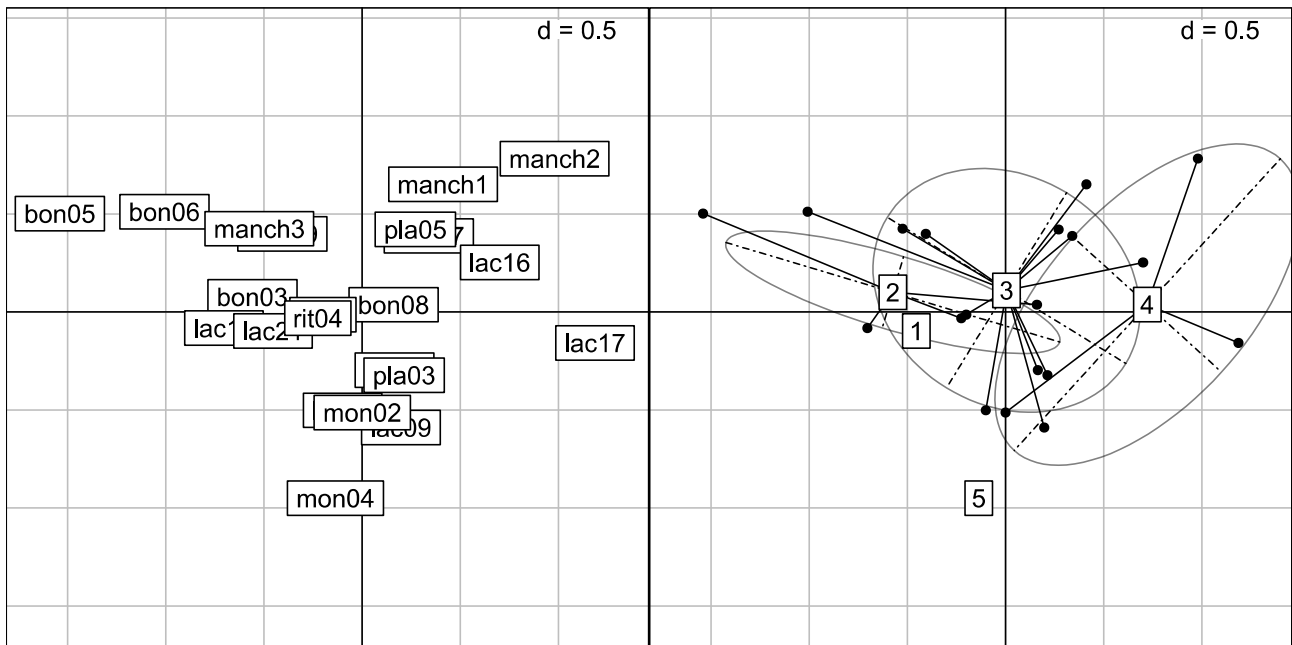 d = 0.5
manch2
manch1
bon05
bon06
manch3
pla05
lac16
bon03
bon08
rit04
lac17
pla03
mon02
mon04
d = 0.5
2
3
4
1
5